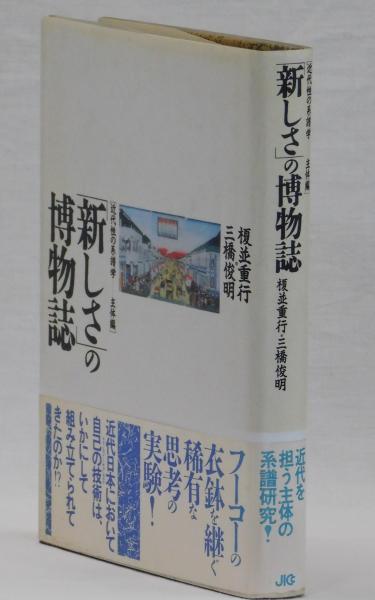 「新しさ」の
博物誌
［近代性の系譜学　主体編］
榎並重行
三橋俊明
フーコーの
衣鉢を継ぐ
稀有な
思考の
実験！
近代日本において
自己の技術は、
いかにして
組み立てられて
きたのか!?
［近代性の系譜学　主体編］
「新しさ」の博物誌
榎並重行・三橋俊明
近代を
担う主体の
系譜研究！
JICC